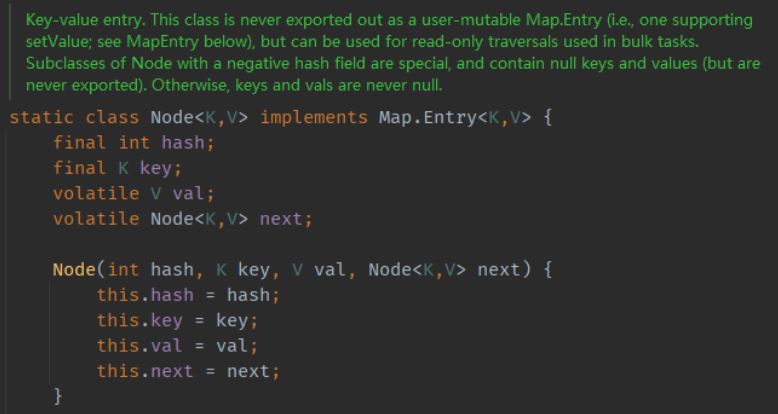 Key-value entry. This class is never exported out as a user-mutable Map.Entry (i.e., one supporting
setValue; see MapEntry below), but can be used for read-only traversals used in bulk tasks.
Subclasses of Node with a negative hash field are special, and contain null keys and values (but are
never exported). Otherwise, keys and vals are never null.
static class Node<K,V> implements Map.Entry<K,V> {
    final int hash;
    final K key;
    volatile V val;
    volatile Node<K,V> next;

    Node(int hash, K key, V val, Node<K,V> next) {
        this.hash = hash;
        this.key = key;
        this.val = val;
        this.next = next;
    }